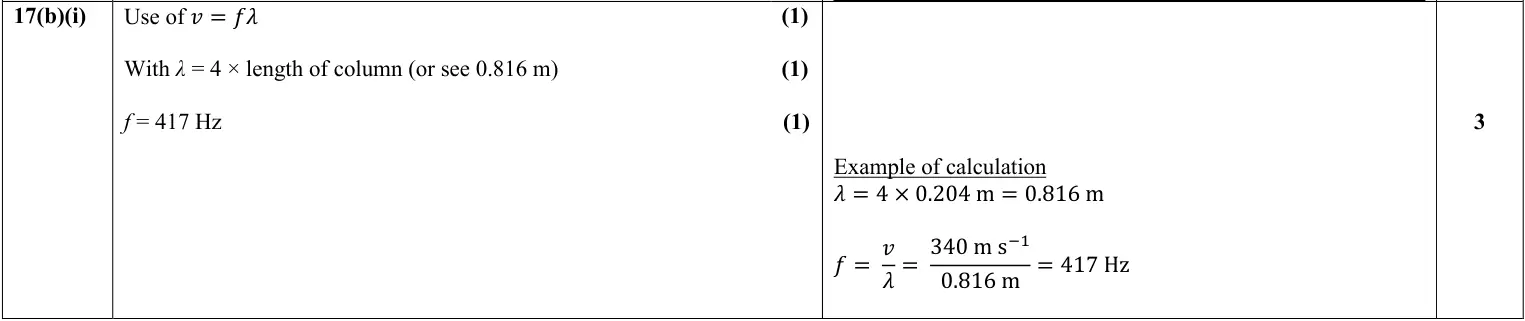 17(b)(i) Use of 𝑣 = 𝑓𝜆 (1)
With λ = 4 × length of column (or see 0.816 m) (1)
f = 417 Hz (1) 3
Example of calculation
𝜆 = 4 × 0.204 m = 0.816 m
𝑓 = 𝑣/𝜆 = 340 m s⁻¹/0.816 m = 417 Hz